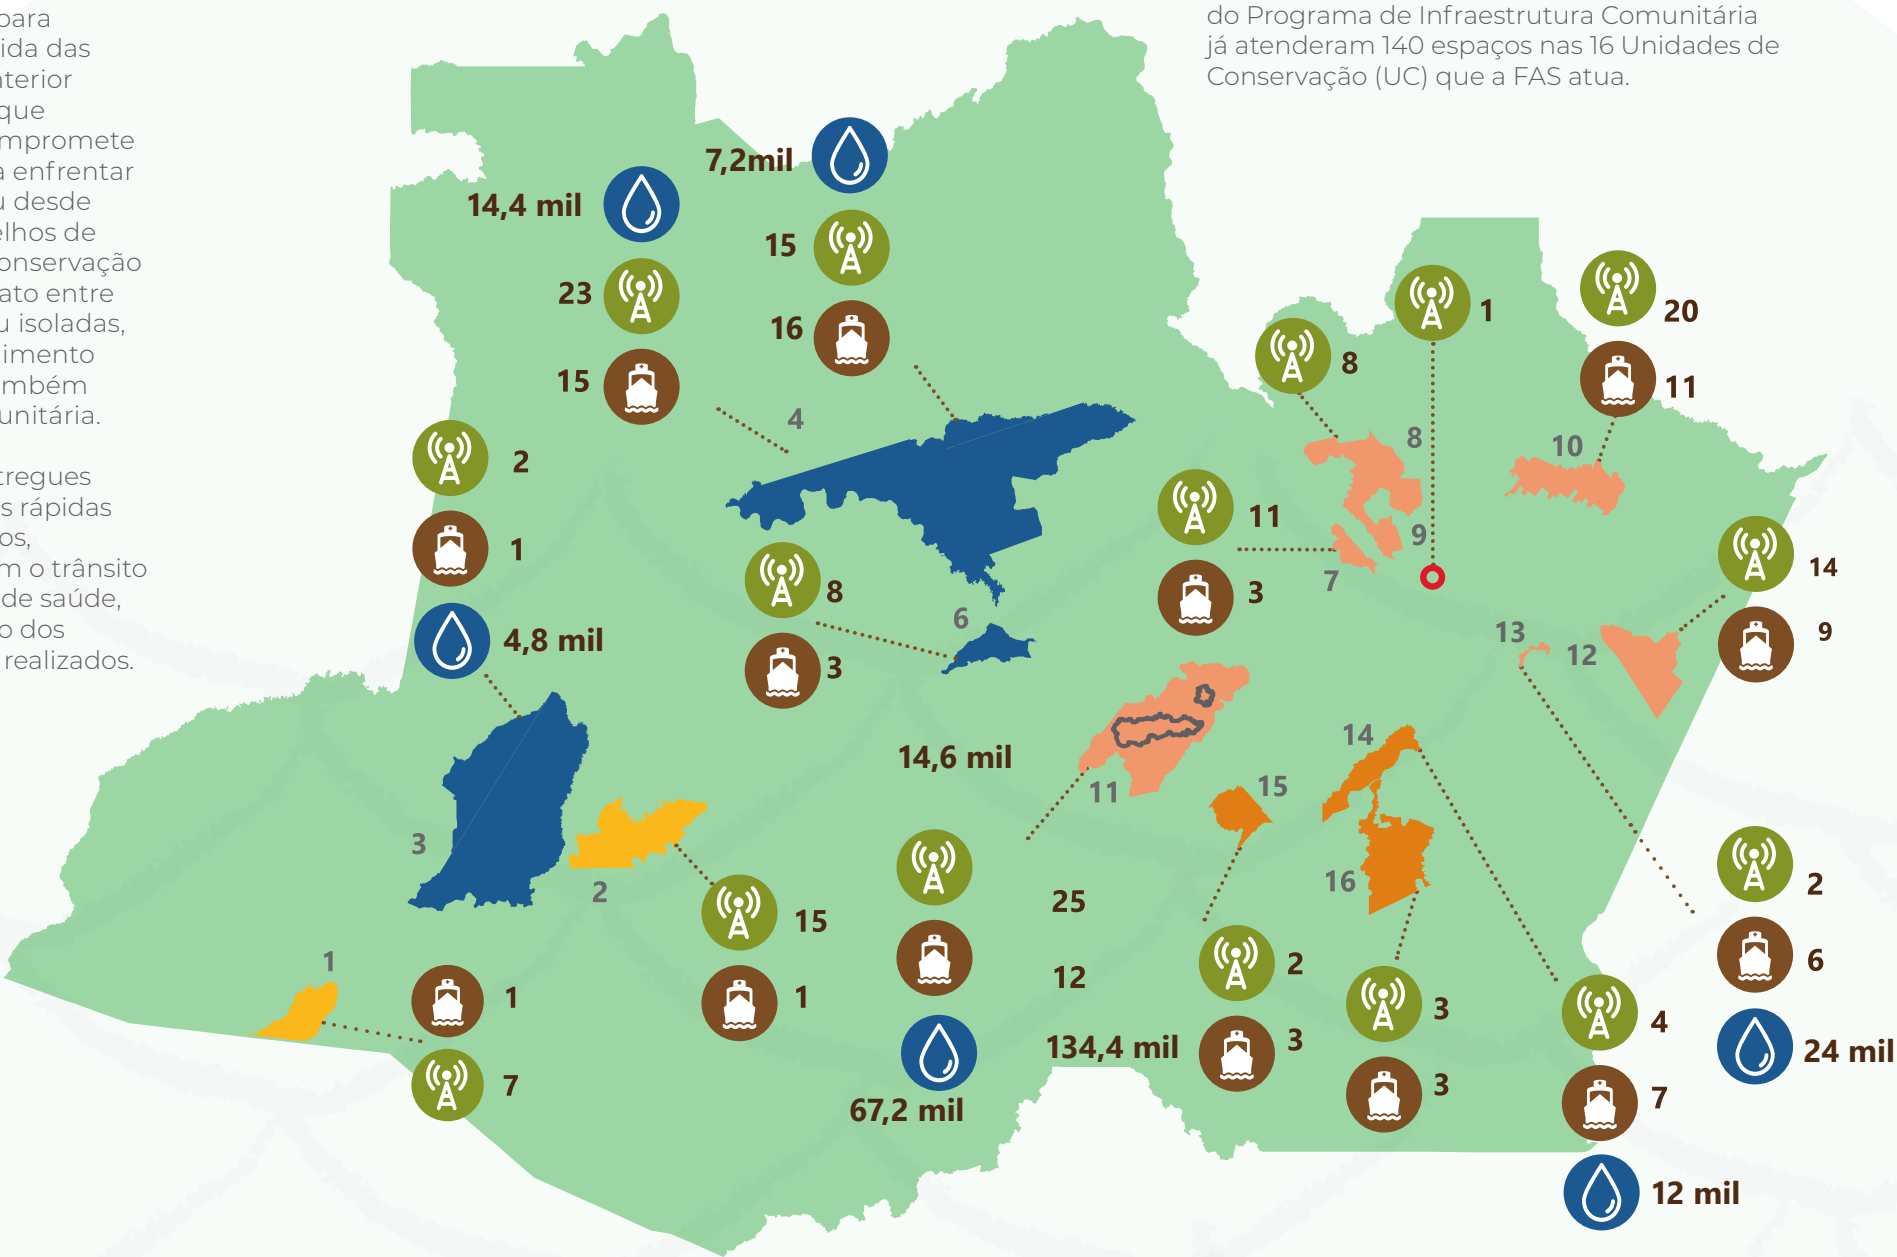 para
ida das
nterior
que
mpromete
a enfrentar
u desde
elhos de
onservação
ato entre
u isoladas,
imento
ambém
unitária.
tregues
s rápidas
os,
m o trânsito
de saúde,
o dos
realizados.
do Programa de Infraestrutura Comunitária
já atenderam 140 espaços nas 16 Unidades de
Conservação (UC) que a FAS atua.
7,2mil
14,4 mil
15
23
16
15
4
1
20
8
11
8
10
2
1
4,8 mil
8
3
6
11
3
9
7
14
9
13
12
14,6 mil
11
14
15
16
3
2
15
1
25
12
134,4 mil
67,2 mil
1
1
7
2
3
3
3
4
7
12 mil
2
6
24 mil